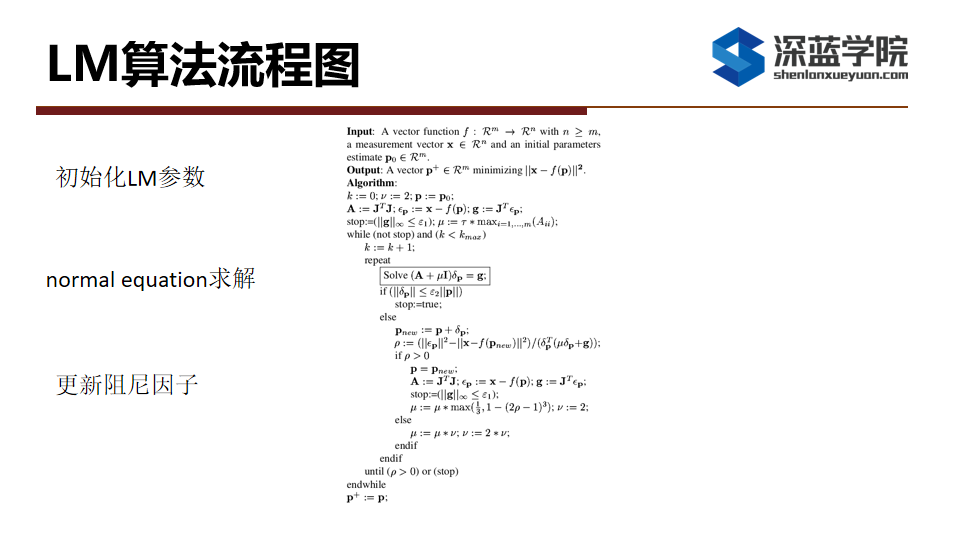 LM算法流程图
深蓝学院
shenlanxueyuan.com
初始化LM参数
normal equation求解
更新阻尼因子
Input: A vector function f : R^m → R^n with n ≥ m,
a measurement vector x ∈ R^n and an initial parameters
estimate p_0 ∈ R^m.
Output: A vector p^+ ∈ R^m minimizing ||x − f(p)||^2.
Algorithm:
k := 0; ν := 2; p := p_0;
A := J^T J; ε_p := x − f(p); g := J^T ε_p;
stop:=(||g||_∞ ≤ ε_1); μ := τ * max_{i=1,...,m}(A_ii);
while (not stop) and (k < k_max)
k := k + 1;
repeat
Solve (A + μI)δ_p = g;
if (||δ_p|| ≤ ε_2||p||)
stop:=true;
else
p_new := p + δ_p;
ρ := (||ε_p||^2−||x−f(p_new)||^2)/(δ_p^T(μδ_p+g));
if ρ > 0
p = p_new;
A := J^T J; ε_p := x − f(p); g := J^T ε_p;
stop:=(||g||_∞ ≤ ε_1);
μ := μ * max(1/3, 1 − (2ρ − 1)^3); ν := 2;
else
μ := μ * ν; ν := 2 * ν;
endif
endif
until (ρ > 0) or (stop)
endwhile
p^+ := p;